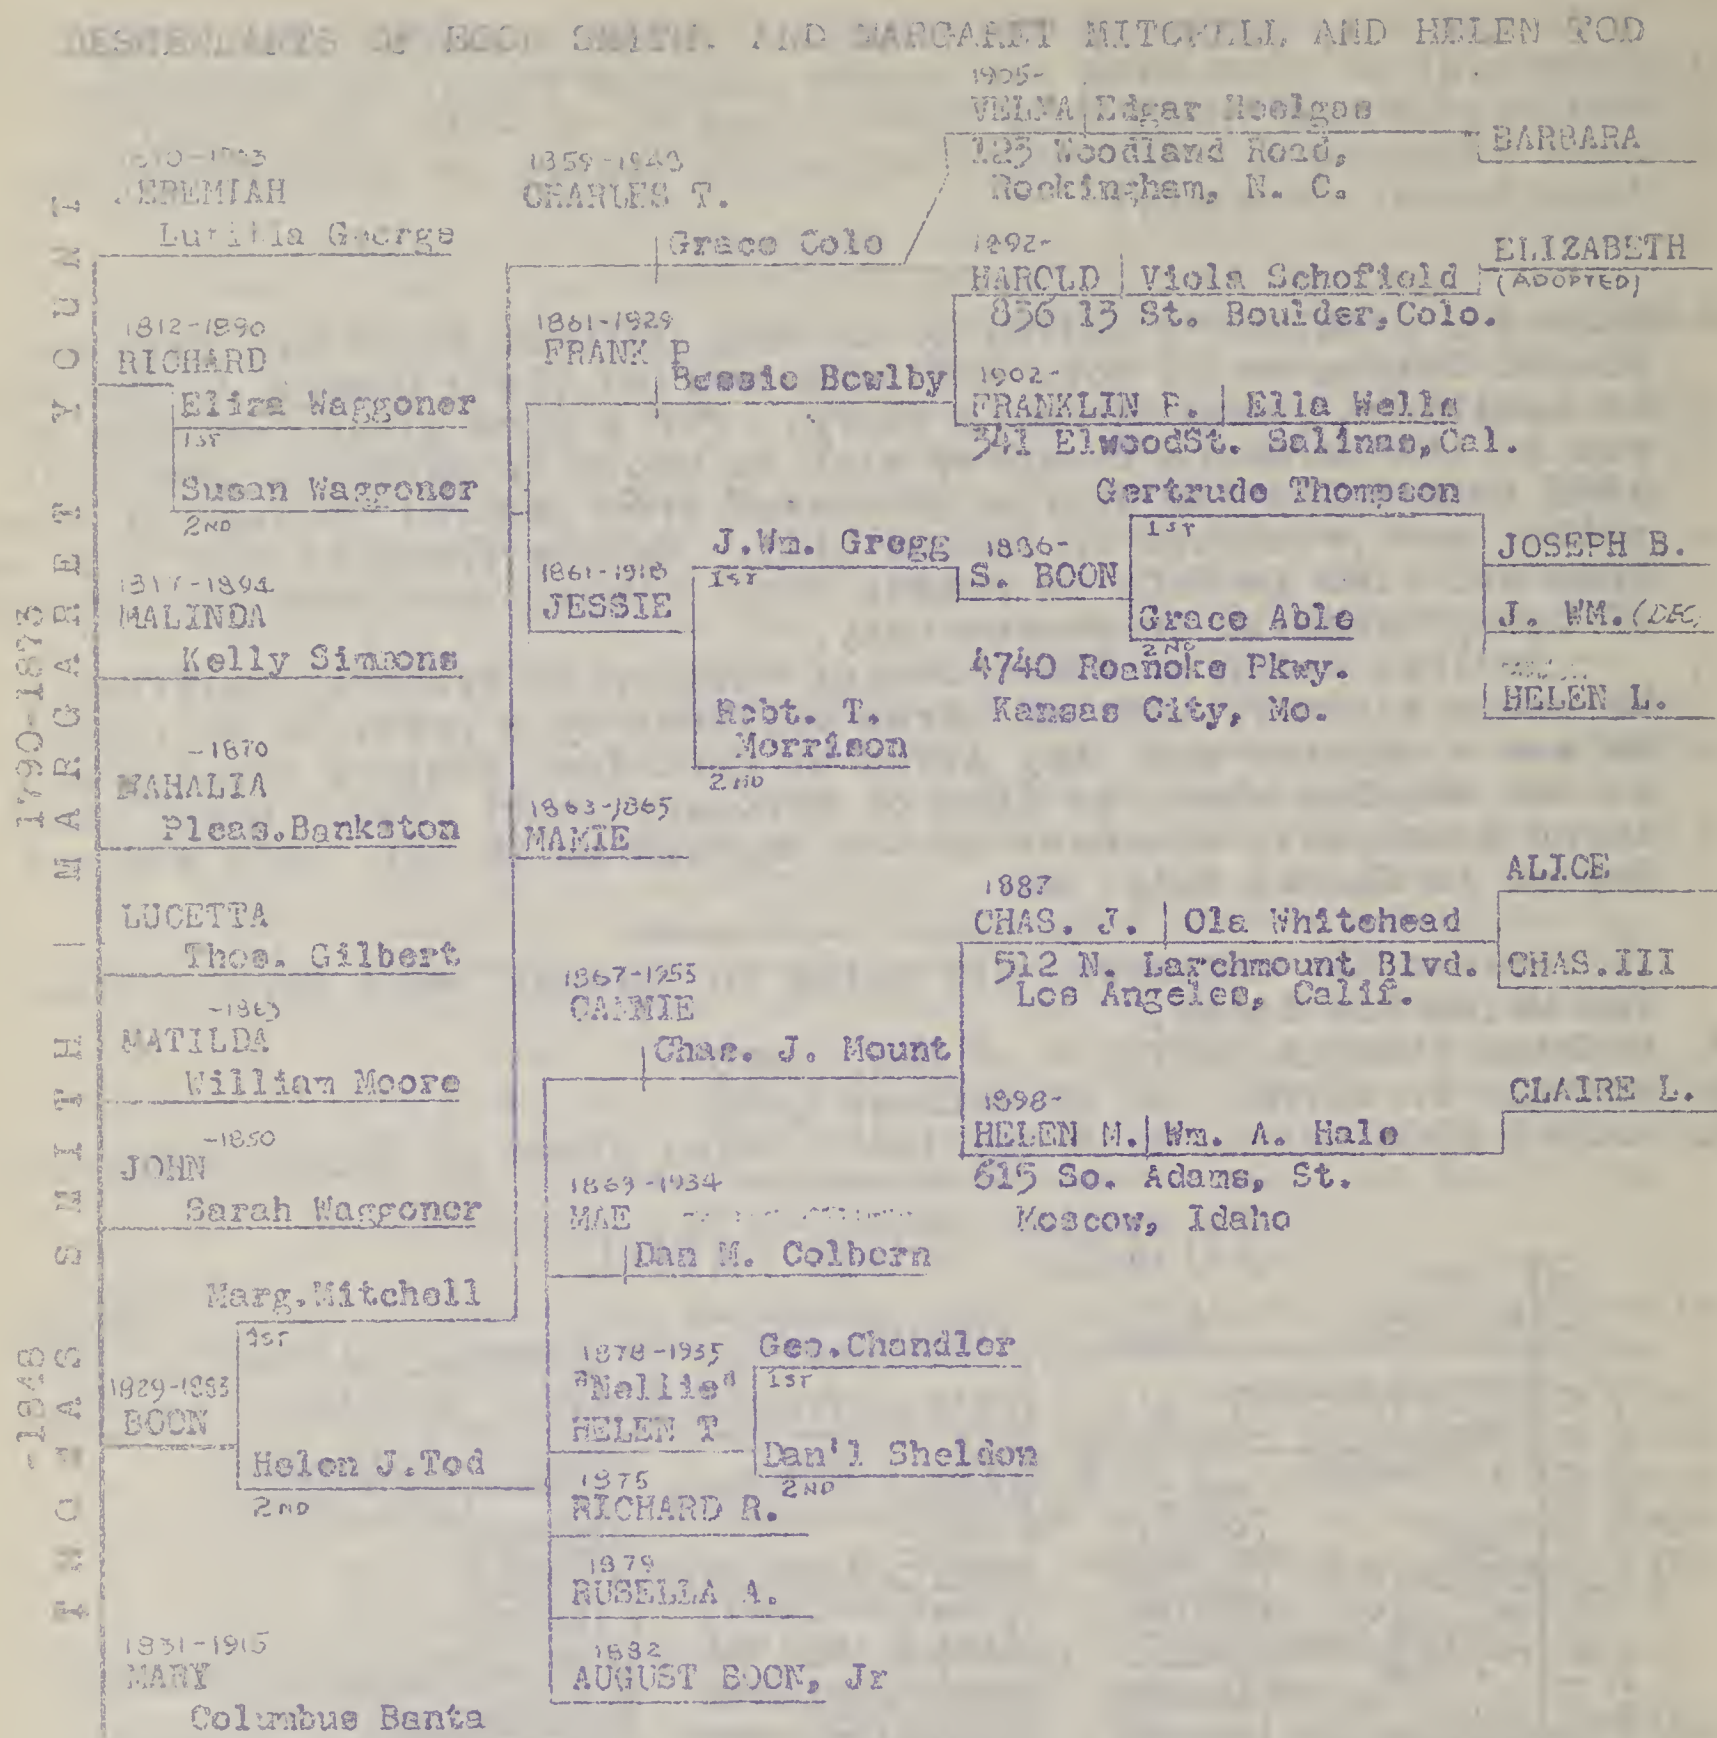 DESCENDANTS OF BOON SMITH AND MARGARET MITCHELL AND HELEN TOD
THOMAS SMITH | MARGARET YOUNT
-1848
1790-1873
JEREMIAH
George
1812-1890
RICHARD
Eliza Waggoner
1ST
Susan Waggoner
2ND
1817-1894
MALINDA
Kelly Simmons
-1870
MAHALIA
Pleas.Bankston
LUCETTA
Thos. Gilbert
MATILDA
William Moore
-1850
JOHN
Sarah Waggoner
Marg.Mitchell
1ST
1829-1883
BOON
Helen J.Tod
2ND
1831-1915
MARY
Columbus Banta
CHARLES T.
Grace Colo
1861-1929
FRANK P
Bessie Bowlby
1861-1918
JESSIE
J.Wm. Gregg
1ST
Robt. T.
Morrison
2ND
1863-1865
MAMIE
1867-1955
CAMMIE
Chas. J. Mount
1869-1934
MAE
Dan M. Colborn
1878-1935
"Nellie"
HELEN T
Geo.Chandler
1ST
Dan'l Sheldon
2ND
1875
RICHARD R.
1879
RUSELLA A.
1882
AUGUST BOON, Jr
1905-
VELMA | Edgar
123 Woodland Road,
Rockingham, N. C.
BARBARA
1892-
HAROLD | Viola Schofield
836 13 St. Boulder,Colo.
ELIZABETH
(ADOPTED)
1902-
FRANKLIN P. | Ella Wells
341 ElwoodSt. Salinas,Cal.
Gertrude Thompson
1ST
1886-
S. BOON
Grace Able
2ND
4740 Roanoke Pkwy.
Kansas City, Mo.
JOSEPH B.
J. WM. (DEC,
HELEN L.
1887
CHAS. J. | Ola Whitehead
512 N. Larchmount Blvd.
Los Angeles, Calif.
ALICE
CHAS.III
1898-
HELEN M. | Wm. A. Hale
615 So. Adams, St.
Moscow, Idaho
CLAIRE L.